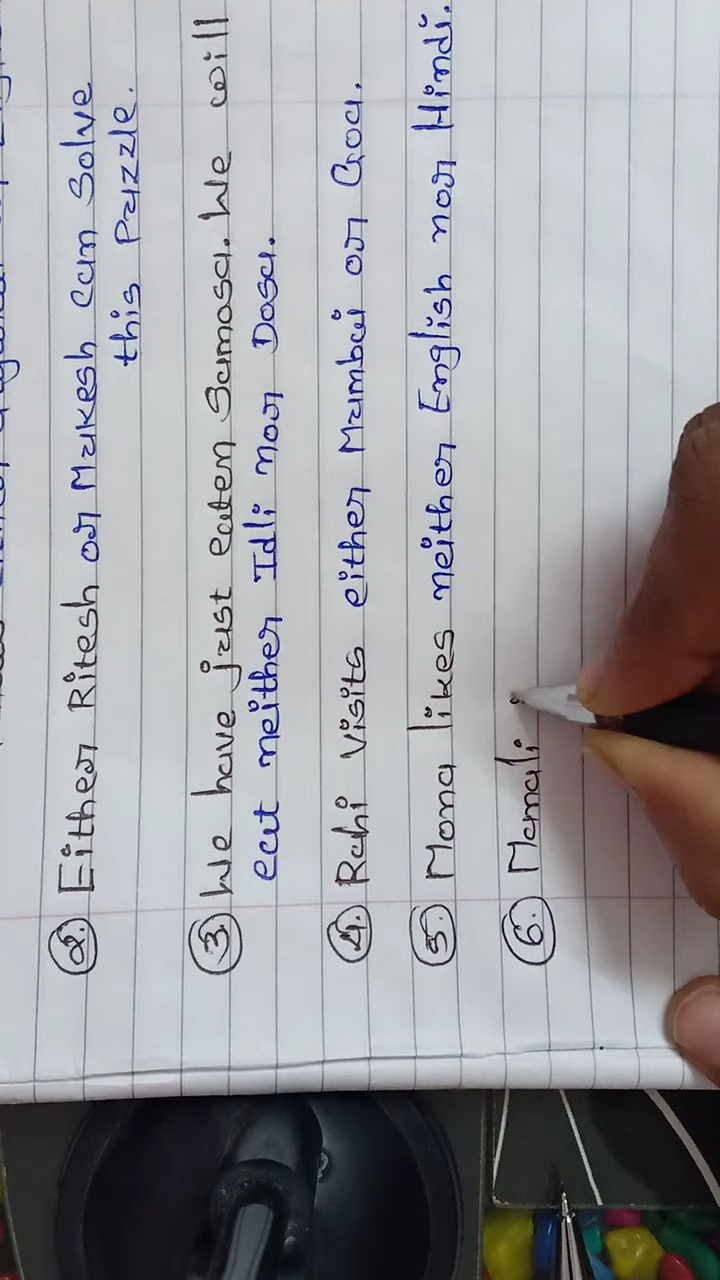 2. Either Ritesh or Mukesh can Solve
this Puzzle.
3. We have just eaten Samosa. We will
eat neither Idli nor Dosa.
4. Rahi Visits either Mumbai or Goa.
5. Mona likes neither English nor Hindi.
6. Manali